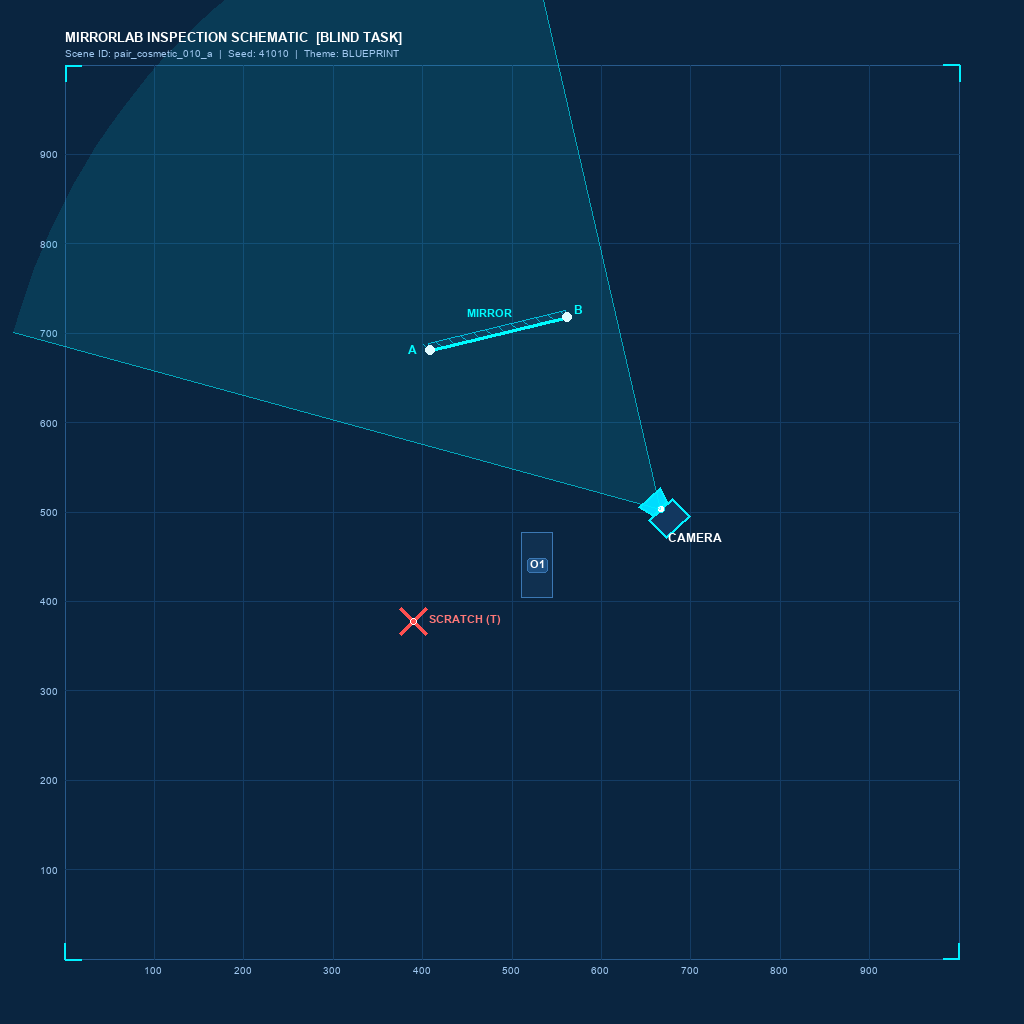 MIRRORLAB INSPECTION SCHEMATIC [BLIND TASK]
Scene ID: pair_cosmetic_010_a | Seed: 41010 | Theme: BLUEPRINT
900
800
MIRROR
B
A
700
600
500
CAMERA
O1
400
SCRATCH (T)
300
200
100
100 200 300 400 500 600 700 800 900